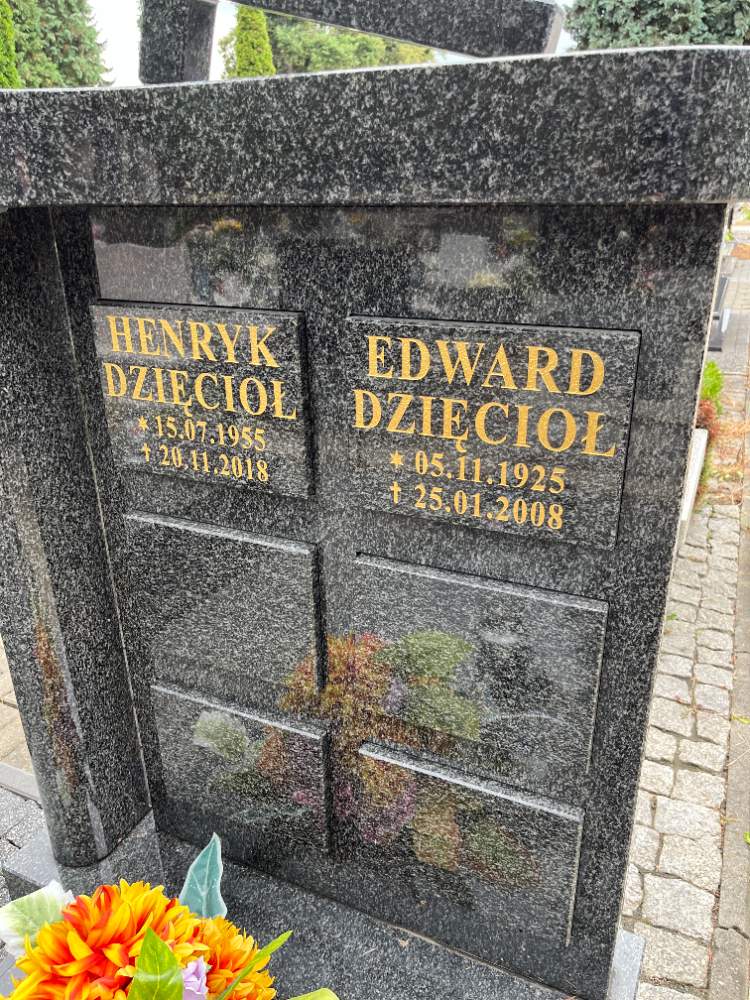 HENRYK
DZIĘCIOŁ
* 15.07.1955
† 20.11.2018
EDWARD
DZIĘCIOŁ
* 05.11.1925
† 25.01.2008